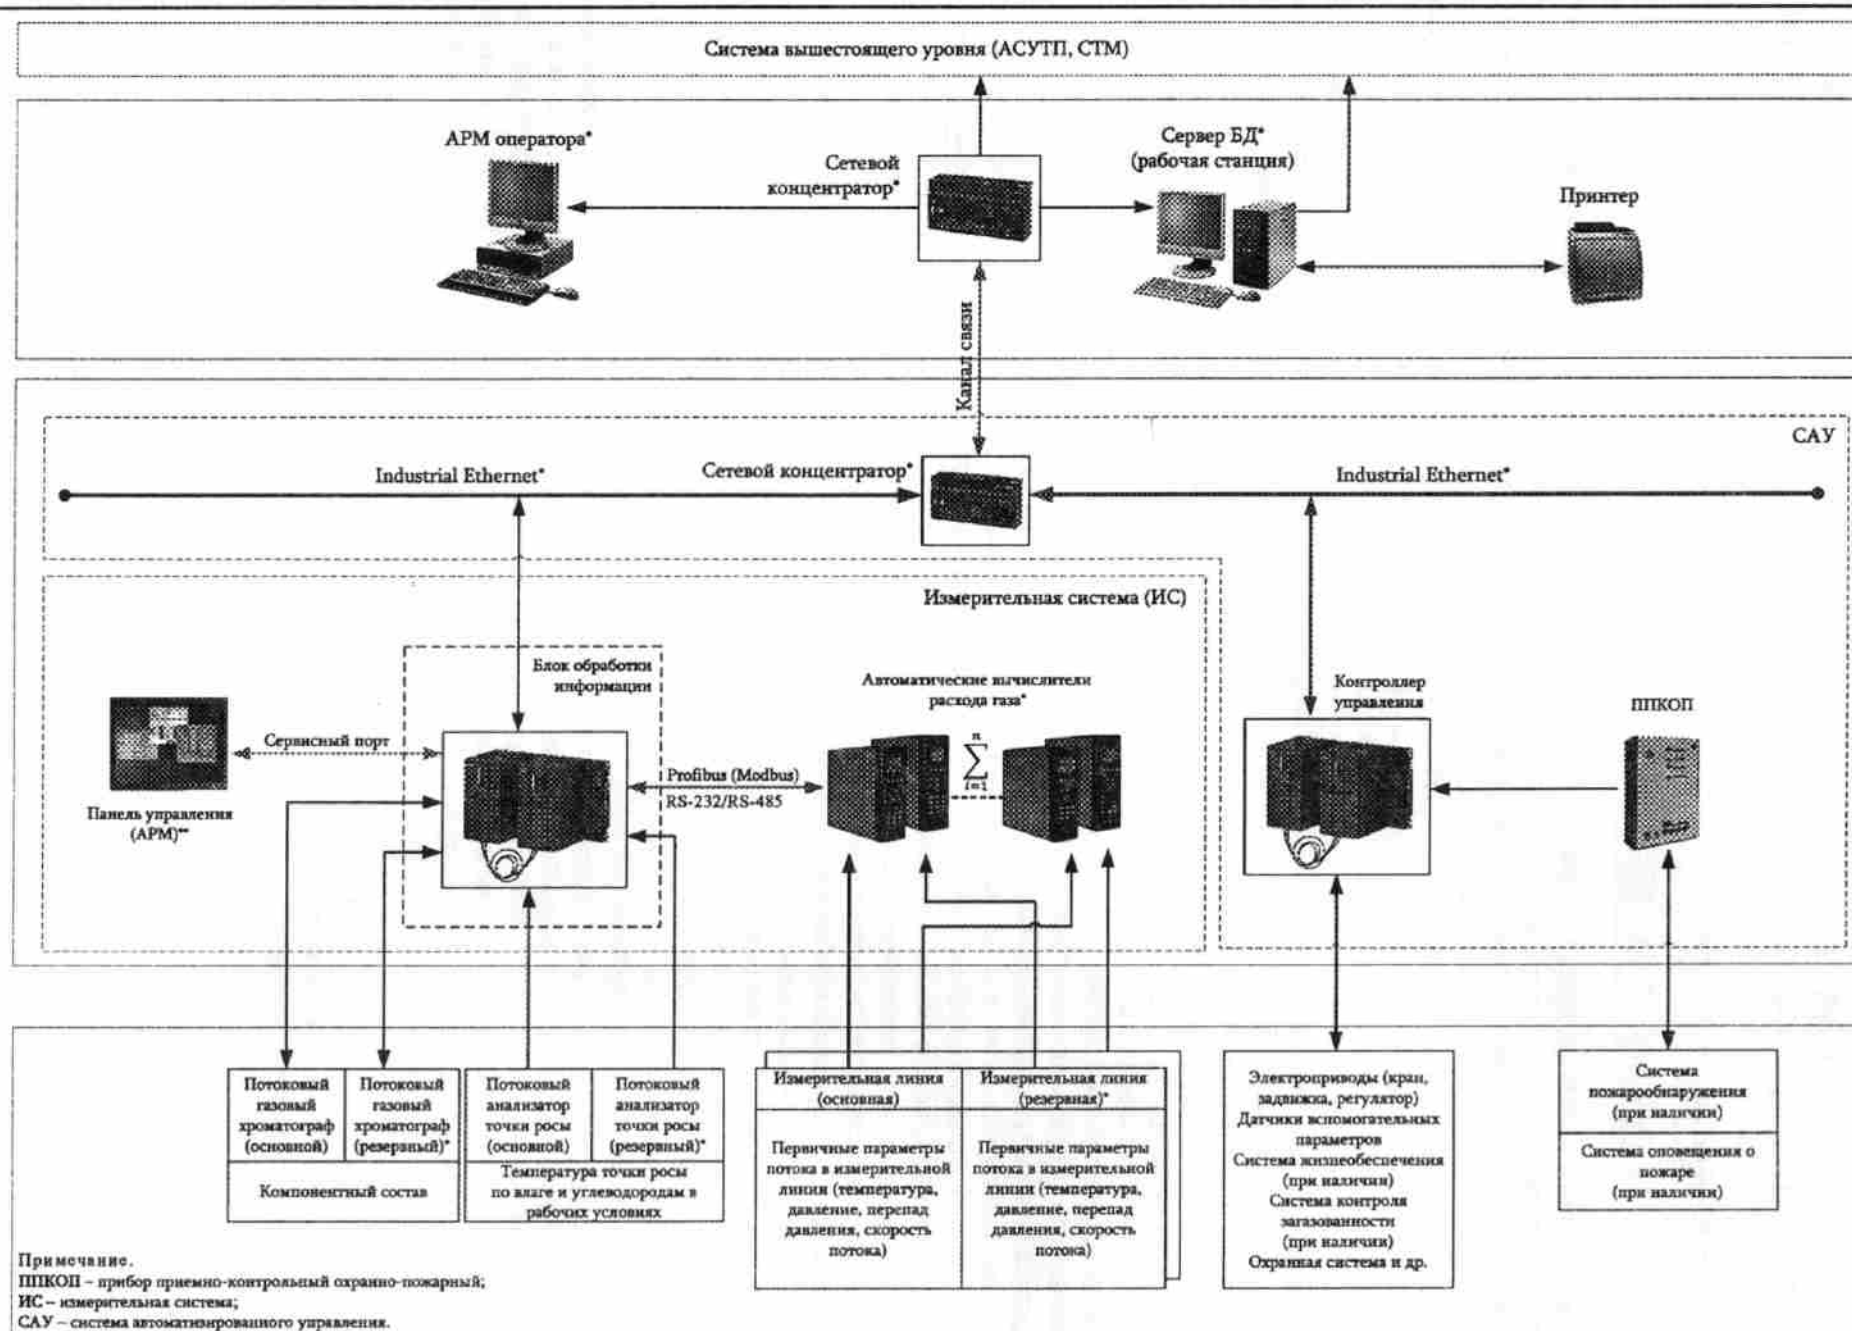 Система вышестоящего уровня (АСУТП, СТМ)
АРМ оператора*
Сетевой
концентратор*
Сервер БД*
(рабочая станция)
Принтер
Канал связи
САУ
Industrial Ethernet*
Сетевой концентратор*
Industrial Ethernet*
Измерительная система (ИС)
Блок обработки
информации
Автоматические вычислители
расхода газа*
Контроллер
управления
ППКОП
Сервисный порт
Панель управления
(АРМ)**
Profibus (Modbus)
RS-232/RS-485
n
∑
i=1
Потоковый
газовый
хроматограф
(основной)
Потоковый
газовый
хроматограф
(резервный)*
Компонентный состав
Потоковый
анализатор
точки росы
(основной)
Потоковый
анализатор
точки росы
(резервный)*
Температура точки росы
по влаге и углеводородам в
рабочих условиях
Измерительная линия
(основная)
Измерительная линия
(резервная)*
Первичные параметры
потока в измерительной
линии (температура,
давление, перепад
давления, скорость
потока)
Первичные параметры
потока в измерительной
линии (температура,
давление, перепад
давления, скорость
потока)
Электроприводы (кран,
задвижка, регулятор)
Датчики вспомогательных
параметров
Система жизнеобеспечения
(при наличии)
Система контроля
загазованности
(при наличии)
Охранная система и др.
Система
пожарообнаружения
(при наличии)
Система оповещения о
пожаре
(при наличии)
Примечание.
ППКОП – прибор приемно-контрольный охранно-пожарный;
ИС – измерительная система;
САУ – система автоматизированного управления.